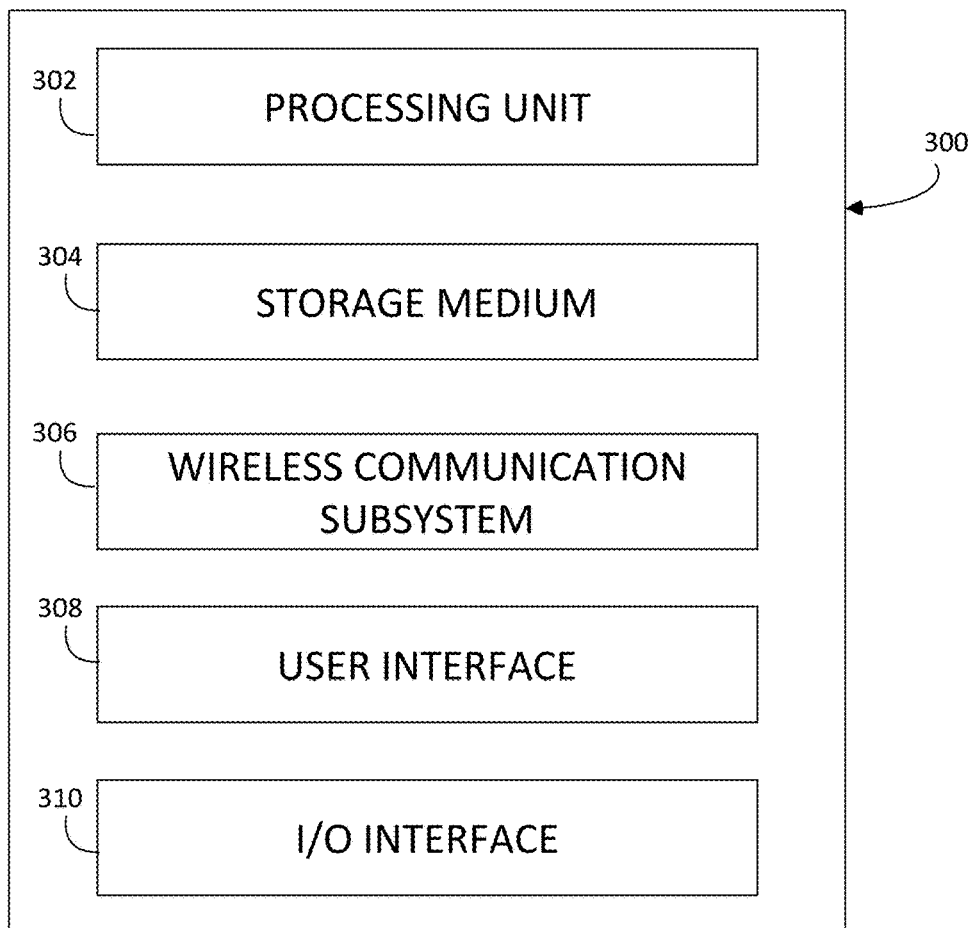 302
PROCESSING UNIT
300
304
STORAGE MEDIUM
306
WIRELESS COMMUNICATION
SUBSYSTEM
308
USER INTERFACE
310
I/O INTERFACE